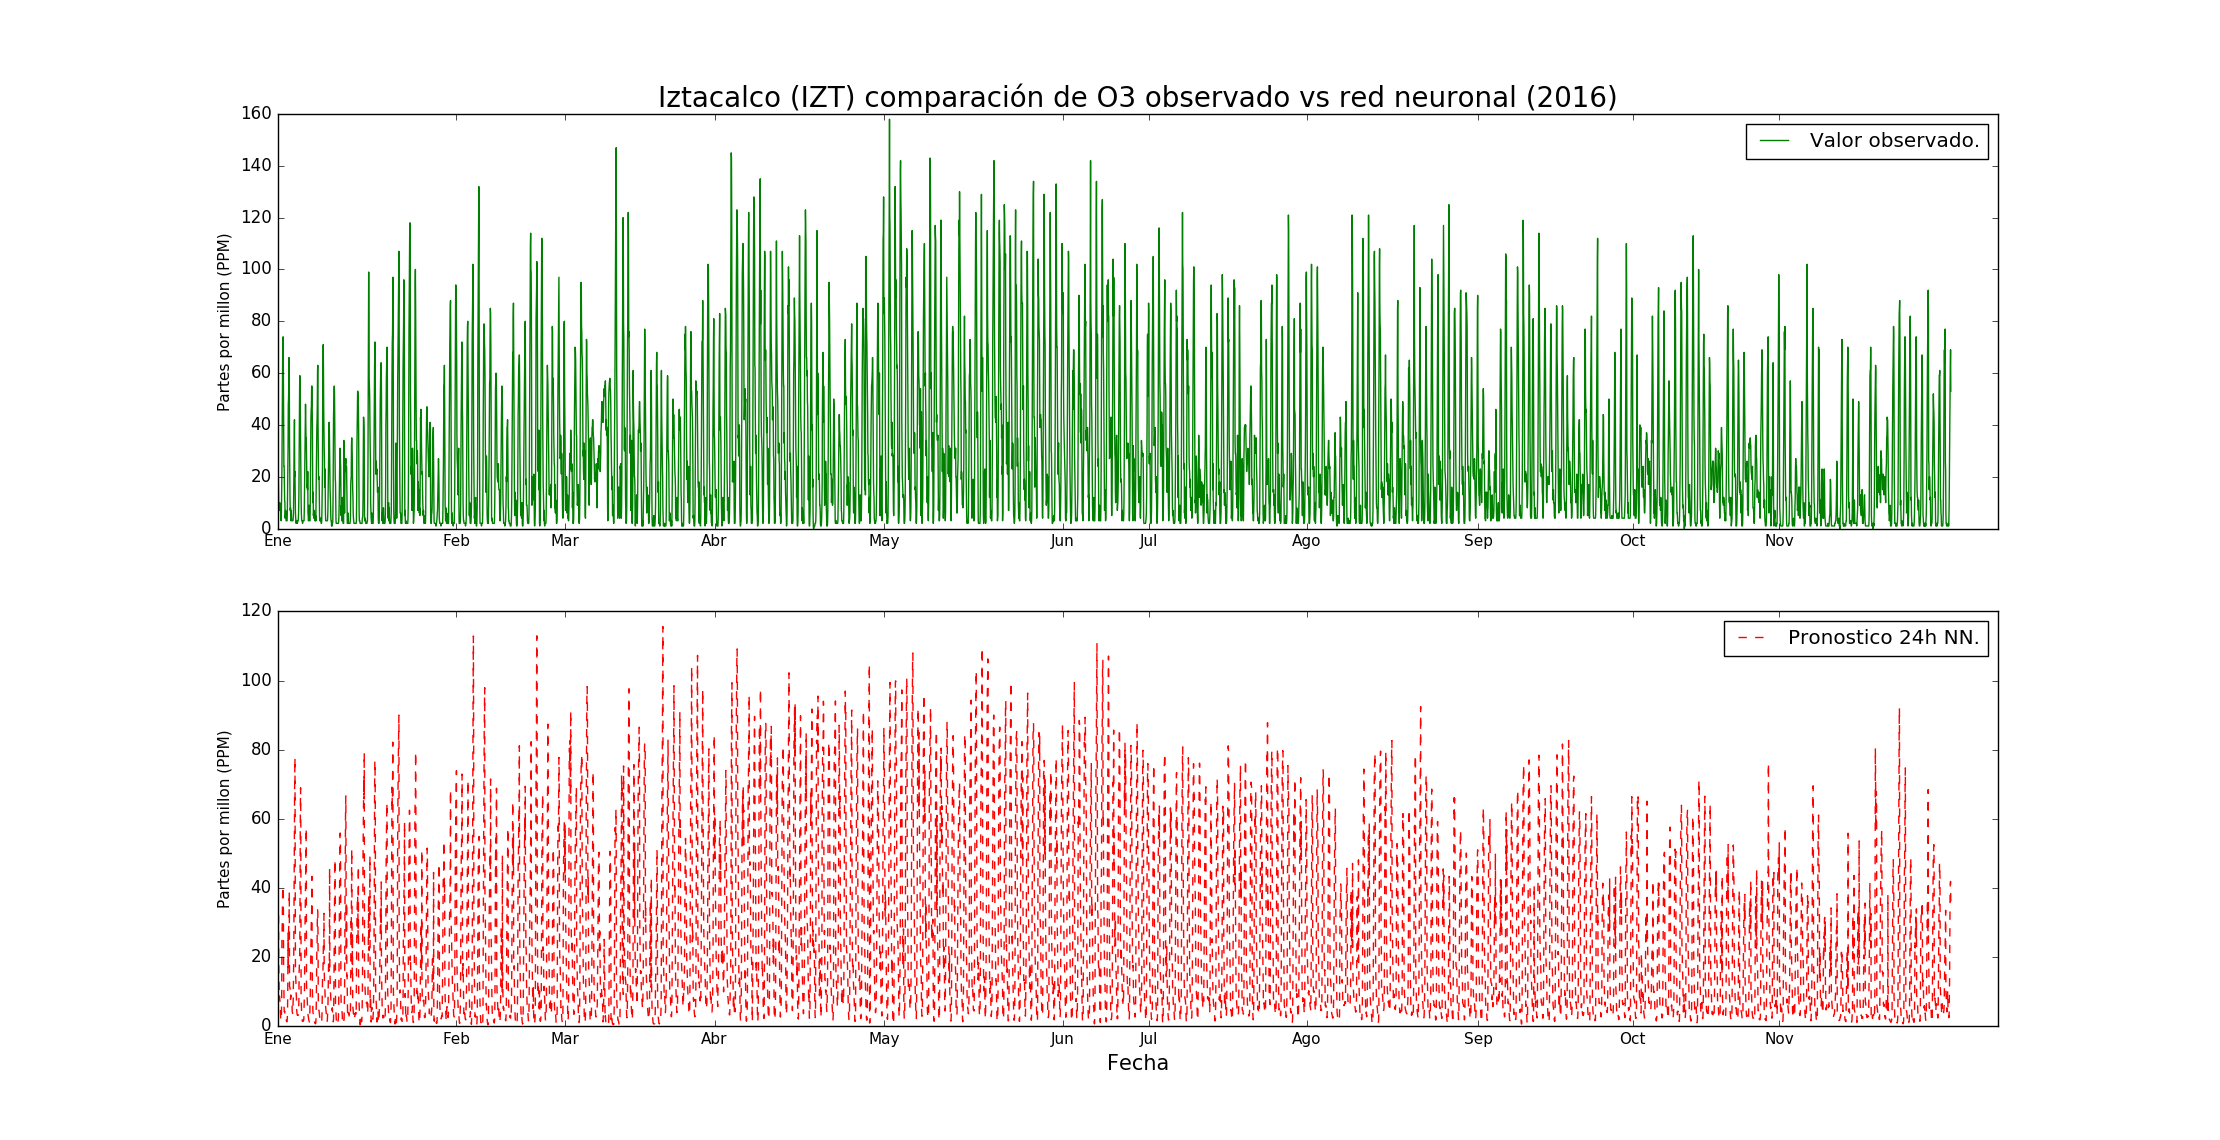 Iztacalco (IZT) comparación de O3 observado vs red neuronal (2016)
160
140
120
100
80
60
40
20
0
Partes por millon (PPM)
Valor observado.
Ene Feb Mar Abr May Jun Jul Ago Sep Oct Nov
120
100
80
60
40
20
0
Partes por millon (PPM)
Pronostico 24h NN.
Ene Feb Mar Abr May Jun Jul Ago Sep Oct Nov
Fecha